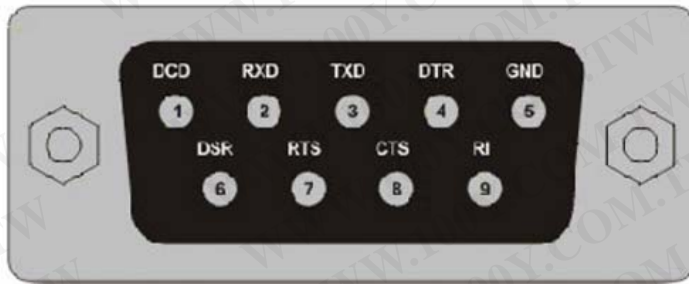 DCD RXD TXD DTR GND
1 2 3 4 5
DSR RTS CTS RI
6 7 8 9